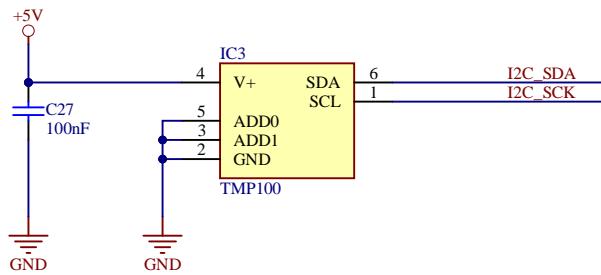 +5V
IC3
4 V+ SDA 6 I2C_SDA
SCL 1 I2C_SCK
C27
100nF
5 ADD0
3 ADD1
2 GND
TMP100
GND GND